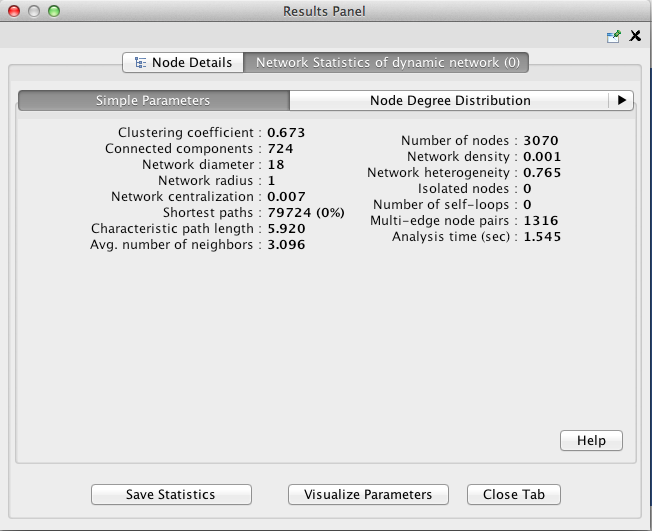 Results Panel
Node Details
Network Statistics of dynamic network (0)
Simple Parameters
Node Degree Distribution
Clustering coefficient : 0.673
Connected components : 724
Network diameter : 18
Network radius : 1
Network centralization : 0.007
Shortest paths : 79724 (0%)
Characteristic path length : 5.920
Avg. number of neighbors : 3.096
Number of nodes : 3070
Network density : 0.001
Network heterogeneity : 0.765
Isolated nodes : 0
Number of self-loops : 0
Multi-edge node pairs : 1316
Analysis time (sec) : 1.545
Help
Save Statistics
Visualize Parameters
Close Tab